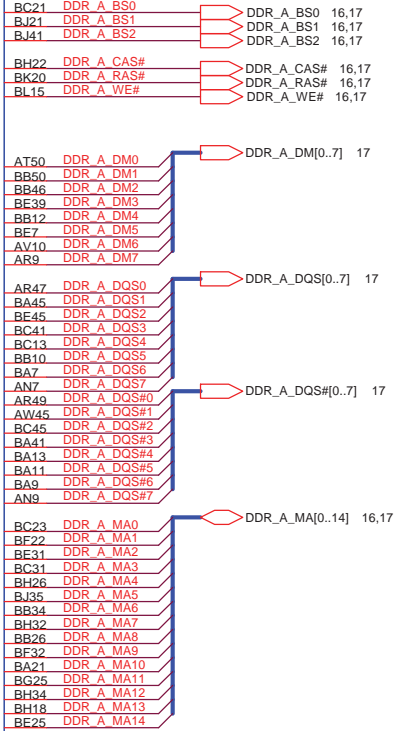 BC21 DDR_A_BS0 DDR_A_BS0 16,17
BJ21 DDR_A_BS1 DDR_A_BS1 16,17
BJ41 DDR_A_BS2 DDR_A_BS2 16,17
BH22 DDR_A_CAS# DDR_A_CAS# 16,17
BK20 DDR_A_RAS# DDR_A_RAS# 16,17
BL15 DDR_A_WE# DDR_A_WE# 16,17
DDR_A_DM[0..7] 17
AT50 DDR_A_DM0
BB50 DDR_A_DM1
BB46 DDR_A_DM2
BE39 DDR_A_DM3
BB12 DDR_A_DM4
BE7 DDR_A_DM5
AV10 DDR_A_DM6
AR9 DDR_A_DM7
DDR_A_DQS[0..7] 17
AR47 DDR_A_DQS0
BA45 DDR_A_DQS1
BE45 DDR_A_DQS2
BC41 DDR_A_DQS3
BC13 DDR_A_DQS4
BB10 DDR_A_DQS5
BA7 DDR_A_DQS6
AN7 DDR_A_DQS7
DDR_A_DQS#[0..7] 17
AR49 DDR_A_DQS#0
AW45 DDR_A_DQS#1
BC45 DDR_A_DQS#2
BA41 DDR_A_DQS#3
BA13 DDR_A_DQS#4
BA11 DDR_A_DQS#5
BA9 DDR_A_DQS#6
AN9 DDR_A_DQS#7
DDR_A_MA[0..14] 16,17
BC23 DDR_A_MA0
BF22 DDR_A_MA1
BE31 DDR_A_MA2
BC31 DDR_A_MA3
BH26 DDR_A_MA4
BJ35 DDR_A_MA5
BB34 DDR_A_MA6
BH32 DDR_A_MA7
BB26 DDR_A_MA8
BF32 DDR_A_MA9
BA21 DDR_A_MA10
BG25 DDR_A_MA11
BH34 DDR_A_MA12
BH18 DDR_A_MA13
BE25 DDR_A_MA14